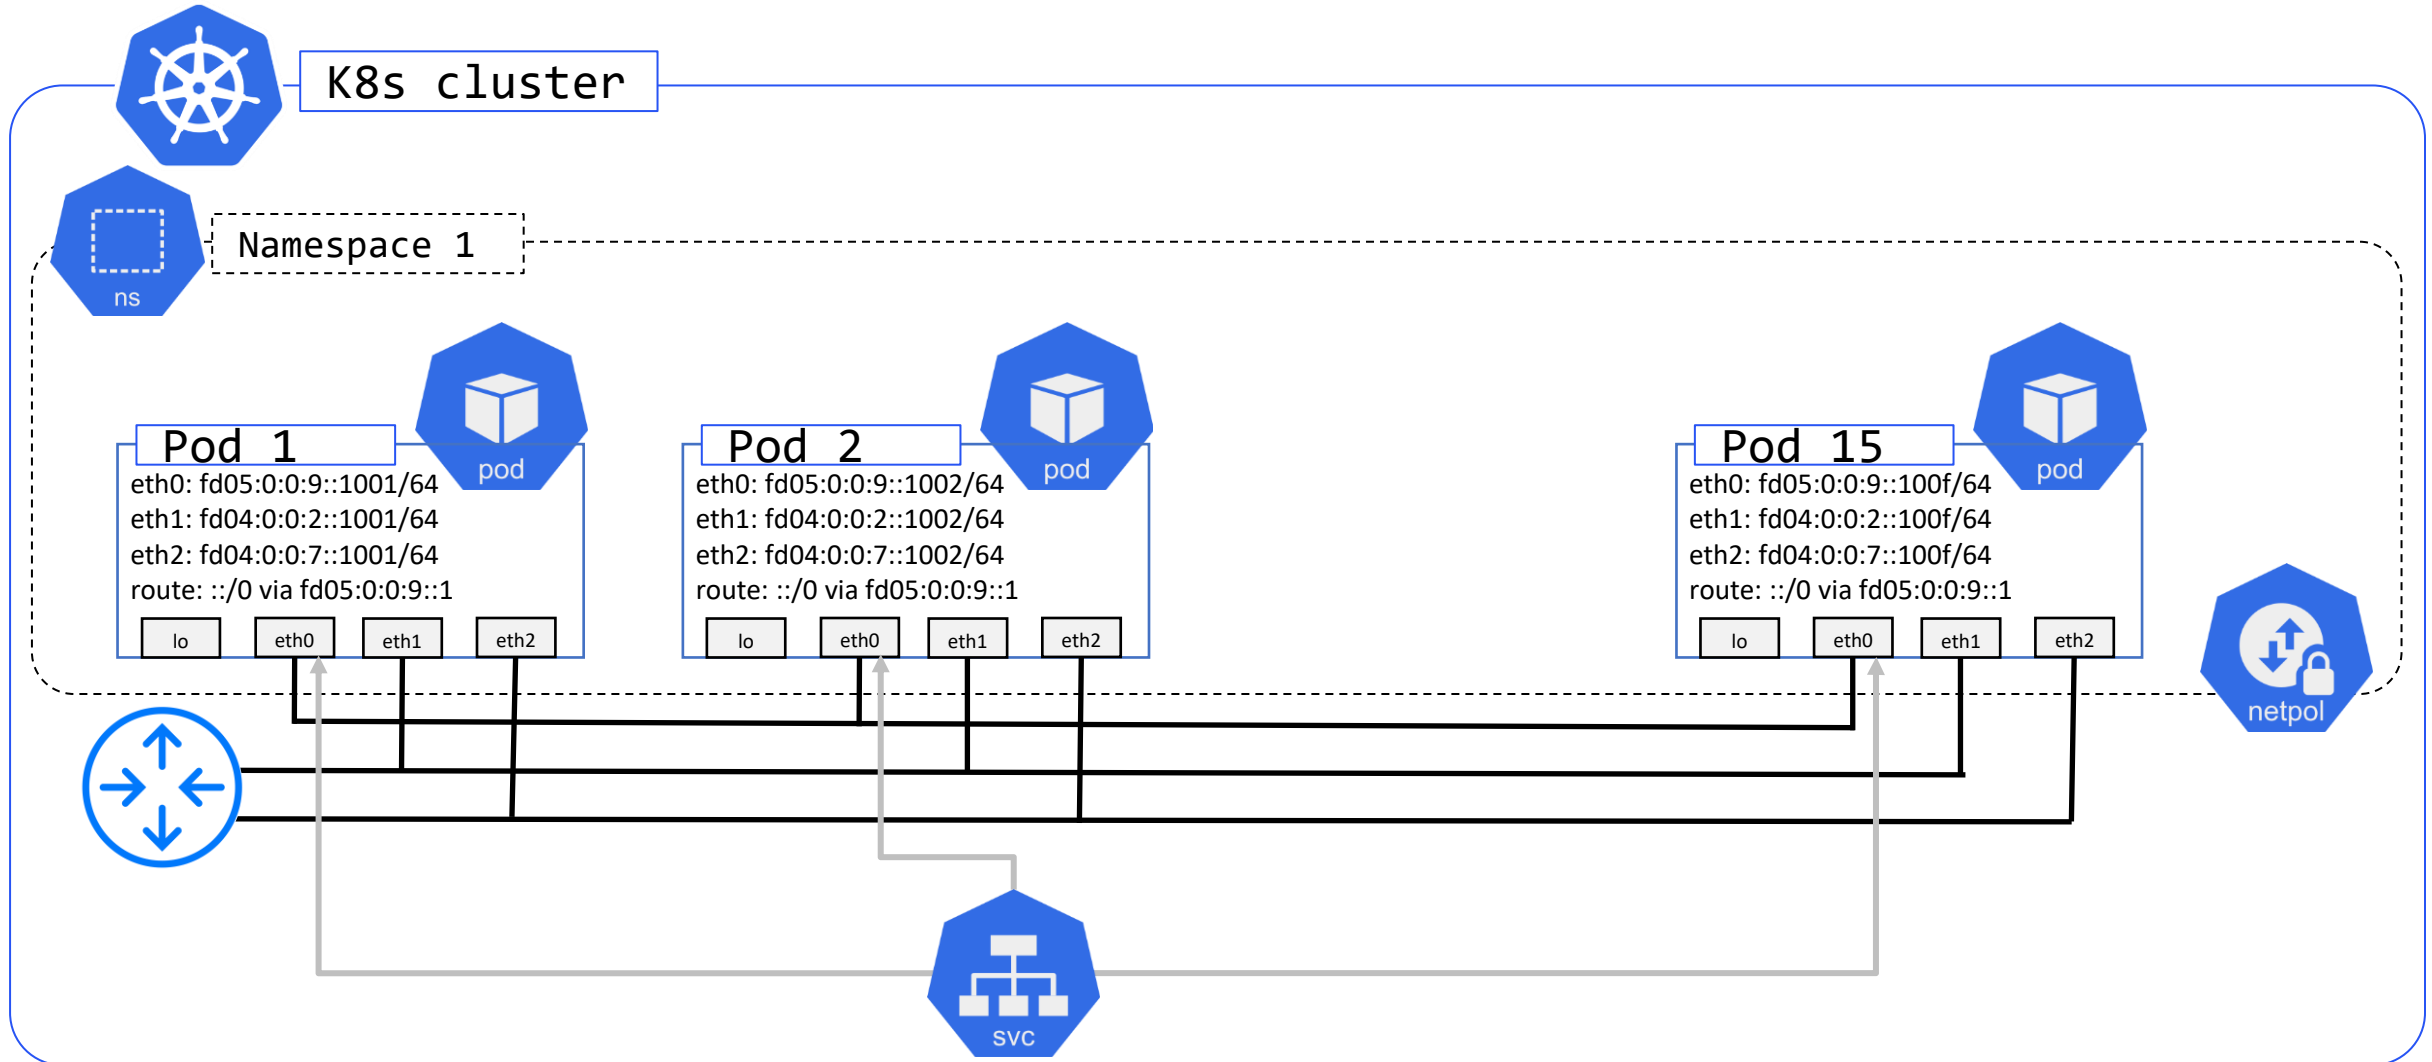 K8s cluster
ns
Namespace 1
pod
Pod 1
eth0: fd05:0:0:9::1001/64
eth1: fd04:0:0:2::1001/64
eth2: fd04:0:0:7::1001/64
route: ::/0 via fd05:0:0:9::1
lo
eth0
eth1
eth2
pod
Pod 2
eth0: fd05:0:0:9::1002/64
eth1: fd04:0:0:2::1002/64
eth2: fd04:0:0:7::1002/64
route: ::/0 via fd05:0:0:9::1
lo
eth0
eth1
eth2
pod
Pod 15
eth0: fd05:0:0:9::100f/64
eth1: fd04:0:0:2::100f/64
eth2: fd04:0:0:7::100f/64
route: ::/0 via fd05:0:0:9::1
lo
eth0
eth1
eth2
netpol
svc